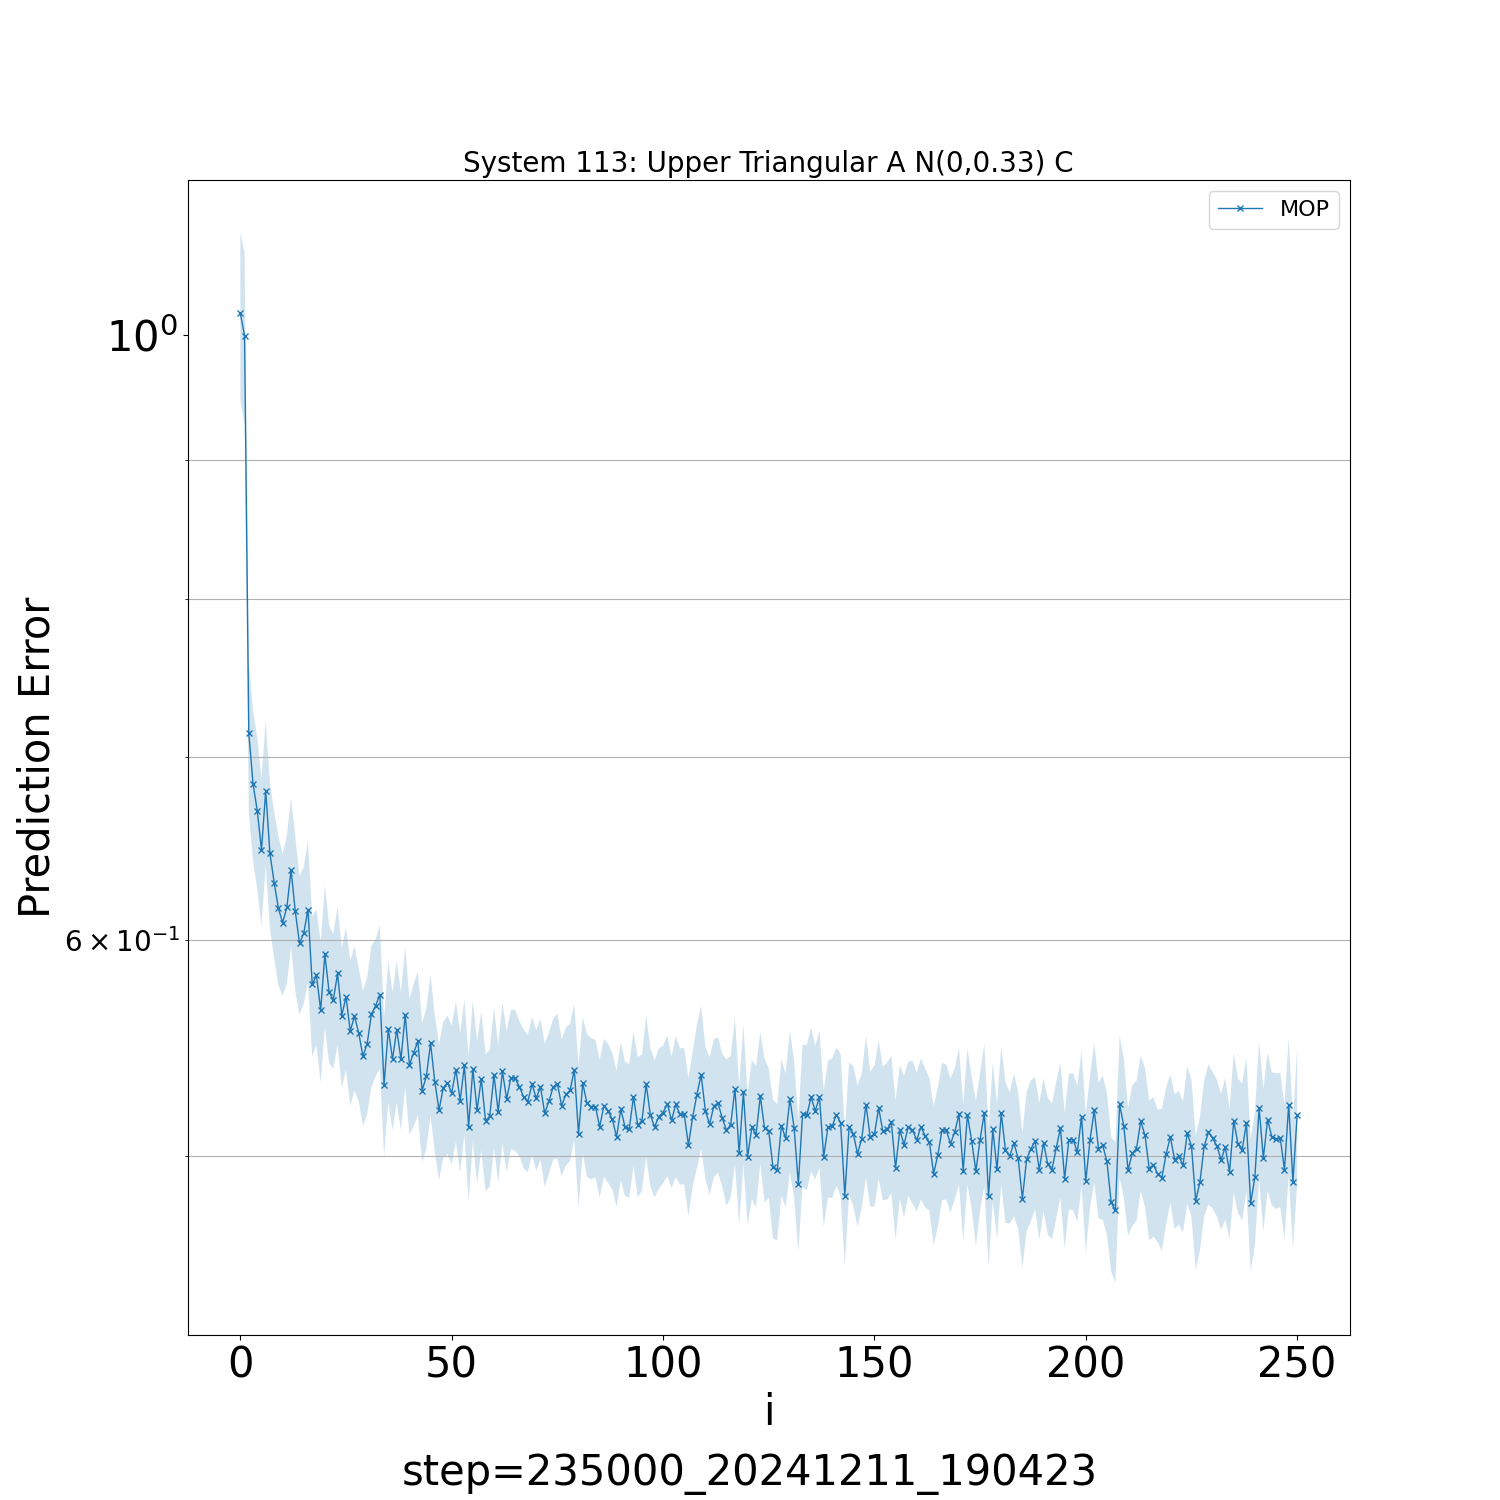 System 113: Upper Triangular A N(0,0.33) C
MOP
10⁰
6 × 10⁻¹
Prediction Error
0 50 100 150 200 250
i
step=235000_20241211_190423